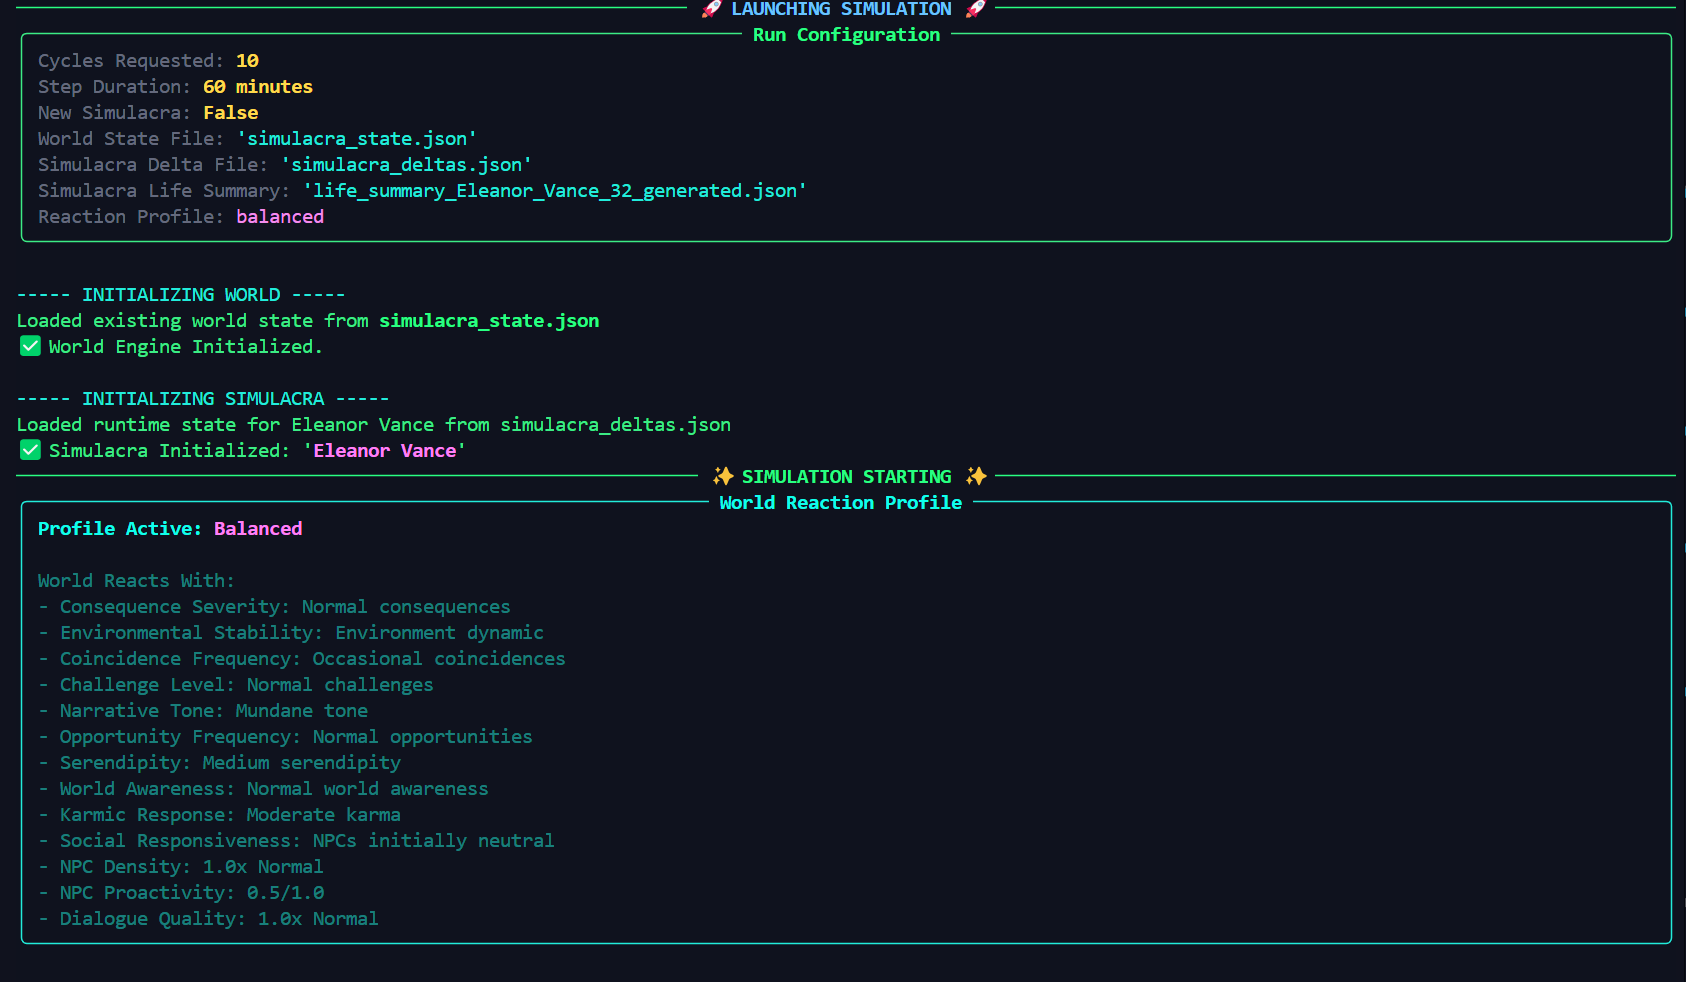 🚀 LAUNCHING SIMULATION 🚀
Run Configuration
Cycles Requested: 10
Step Duration: 60 minutes
New Simulacra: False
World State File: 'simulacra_state.json'
Simulacra Delta File: 'simulacra_deltas.json'
Simulacra Life Summary: 'life_summary_Eleanor_Vance_32_generated.json'
Reaction Profile: balanced
----- INITIALIZING WORLD -----
Loaded existing world state from simulacra_state.json
✅ World Engine Initialized.
----- INITIALIZING SIMULACRA -----
Loaded runtime state for Eleanor Vance from simulacra_deltas.json
✅ Simulacra Initialized: 'Eleanor Vance'
✨ SIMULATION STARTING ✨
World Reaction Profile
Profile Active: Balanced
World Reacts With:
- Consequence Severity: Normal consequences
- Environmental Stability: Environment dynamic
- Coincidence Frequency: Occasional coincidences
- Challenge Level: Normal challenges
- Narrative Tone: Mundane tone
- Opportunity Frequency: Normal opportunities
- Serendipity: Medium serendipity
- World Awareness: Normal world awareness
- Karmic Response: Moderate karma
- Social Responsiveness: NPCs initially neutral
- NPC Density: 1.0x Normal
- NPC Proactivity: 0.5/1.0
- Dialogue Quality: 1.0x Normal